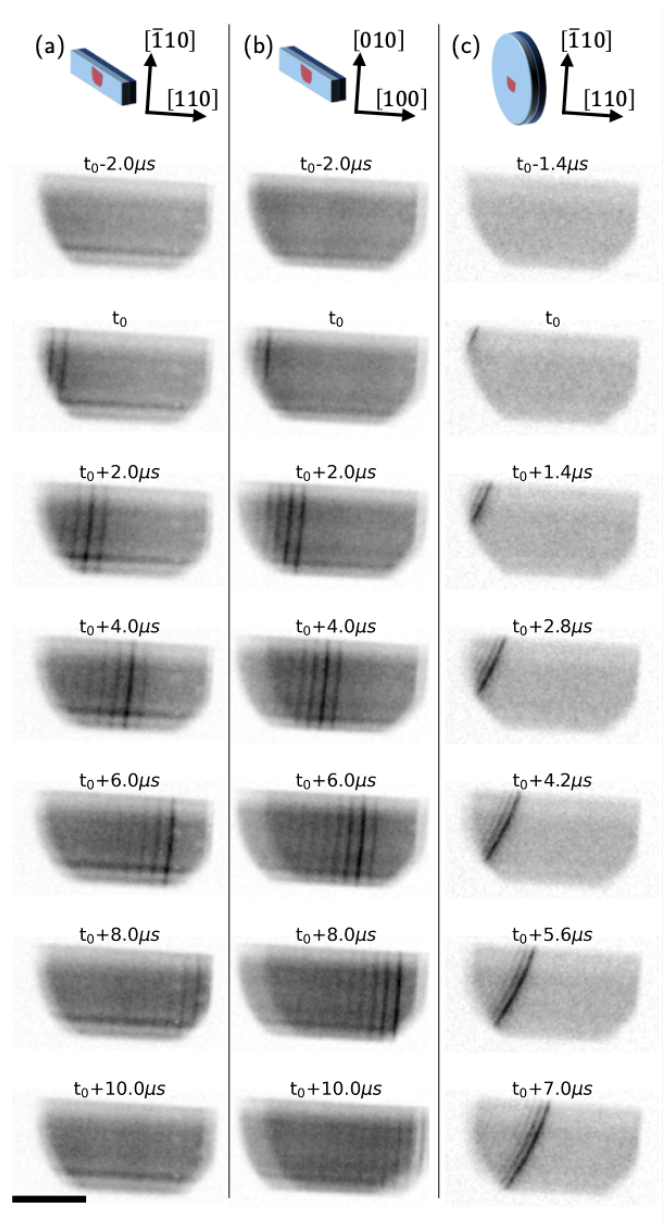 (a) [1̅10] [110]
(b) [010] [100]
(c) [1̅10] [110]
t₀-2.0μs t₀-2.0μs t₀-1.4μs
t₀ t₀ t₀
t₀+2.0μs t₀+2.0μs t₀+1.4μs
t₀+4.0μs t₀+4.0μs t₀+2.8μs
t₀+6.0μs t₀+6.0μs t₀+4.2μs
t₀+8.0μs t₀+8.0μs t₀+5.6μs
t₀+10.0μs t₀+10.0μs t₀+7.0μs